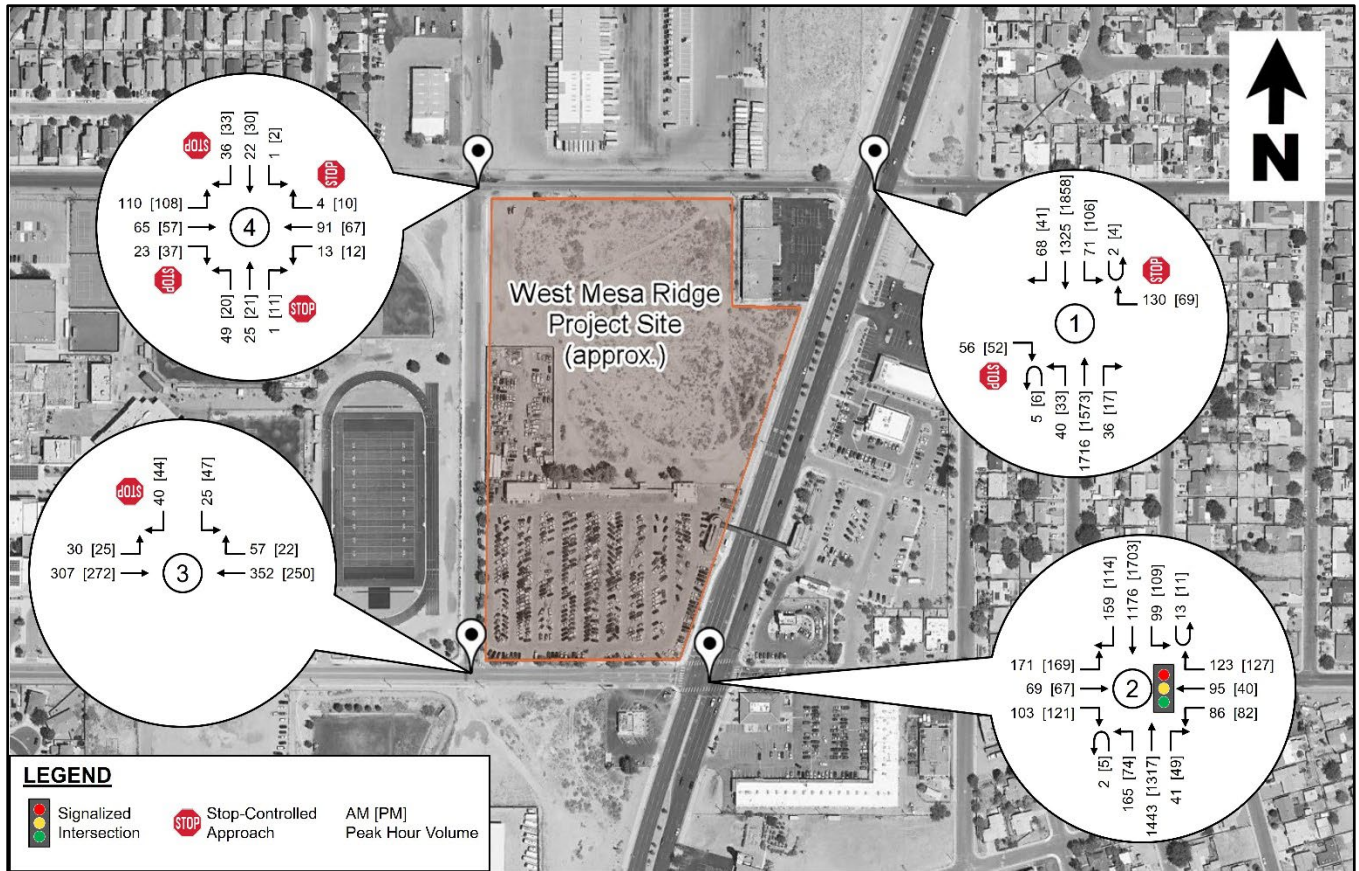 N
STOP
36 [33]
22 [30]
1 [2]
STOP
110 [108]
4 [10]
65 [57]
4
91 [67]
23 [37]
13 [12]
STOP
49 [20]
25 [21]
1 [11]
STOP
West Mesa Ridge
Project Site
(approx.)
68 [41]
1325 [1858]
71 [106]
2 [4]
STOP
130 [69]
1
56 [52]
STOP
5 [6]
40 [33]
1716 [1573]
36 [17]
STOP
40 [44]
25 [47]
30 [25]
57 [22]
307 [272]
3
352 [250]
159 [114]
1176 [1703]
99 [109]
13 [11]
171 [169]
123 [127]
69 [67]
2
95 [40]
103 [121]
86 [82]
2 [5]
165 [74]
1443 [1317]
41 [49]
LEGEND
Signalized
Intersection
STOP
Stop-Controlled
Approach
AM [PM]
Peak Hour Volume